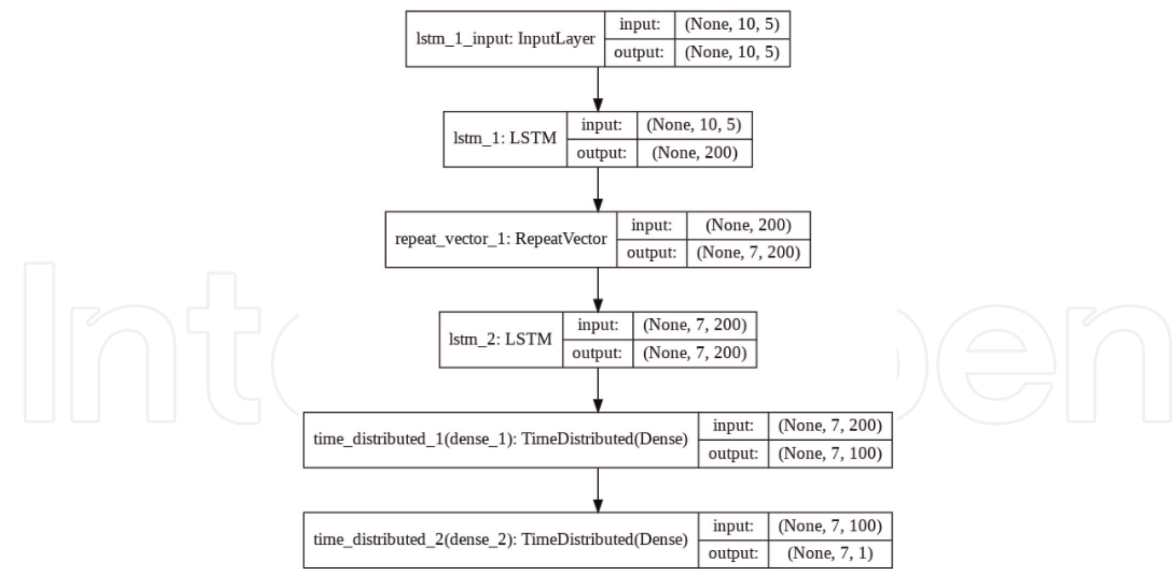 lstm_1_input: InputLayer input: (None, 10, 5)
output: (None, 10, 5)
lstm_1: LSTM input: (None, 10, 5)
output: (None, 200)
repeat_vector_1: RepeatVector input: (None, 200)
output: (None, 7, 200)
lstm_2: LSTM input: (None, 7, 200)
output: (None, 7, 200)
time_distributed_1(dense_1): TimeDistributed(Dense) input: (None, 7, 200)
output: (None, 7, 100)
time_distributed_2(dense_2): TimeDistributed(Dense) input: (None, 7, 100)
output: (None, 7, 1)